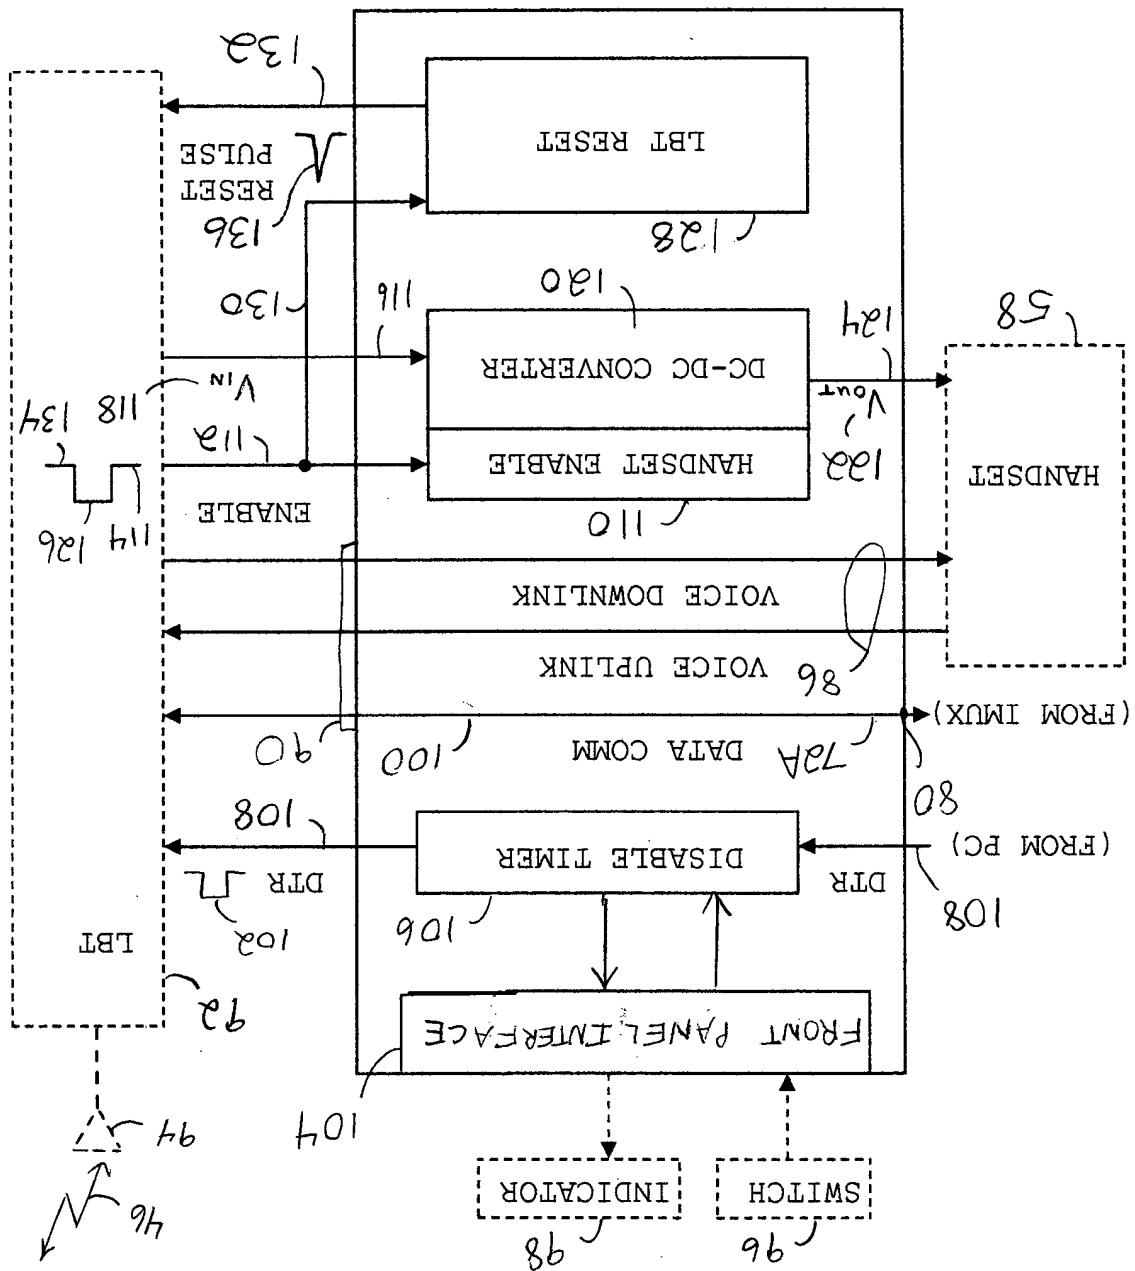 46
96
98
SWITCH
INDICATOR
94
104
FRONT PANEL INTERFACE
92
LBT
108
106
102
DTR
DTR
(FROM PC)
DISABLE TIMER
108
80
72A
DATA COMM
100
90
(FROM IMUX)
86
VOICE UPLINK
VOICE DOWNLINK
110
ENABLE
114
126
HANDSET
122
HANDSET ENABLE
112
134
VOUT
VIN
118
124
DC-DC CONVERTER
116
130
58
120
128
136
RESET
PULSE
LBT RESET
132